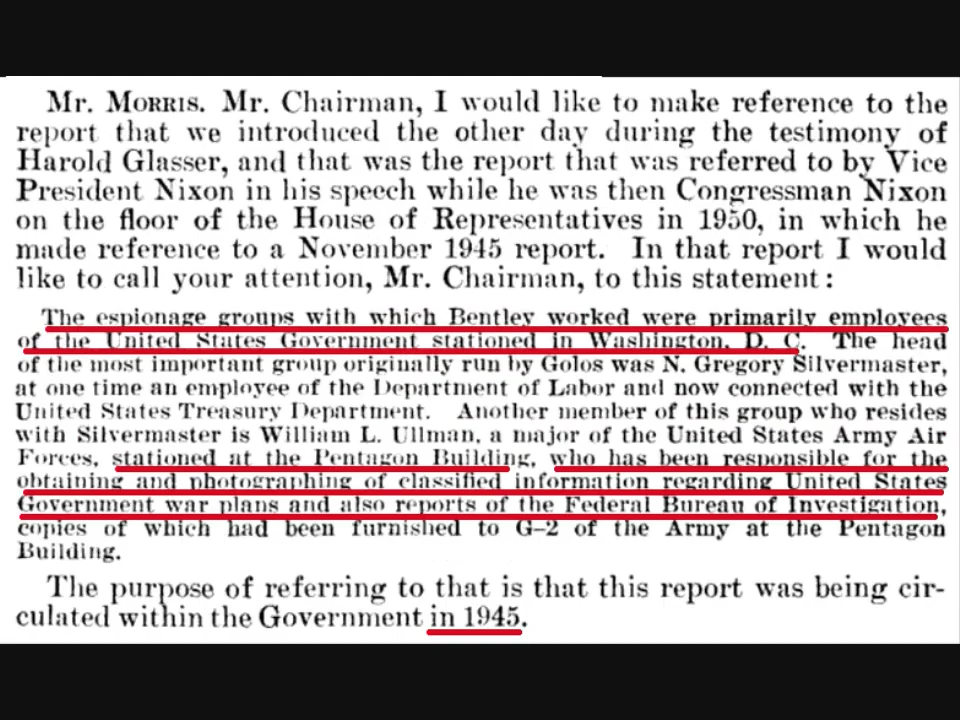 Mr. MORRIS. Mr. Chairman, I would like to make reference to the
report that we introduced the other day during the testimony of
Harold Glasser, and that was the report that was referred to by Vice
President Nixon in his speech while he was then Congressman Nixon
on the floor of the House of Representatives in 1950, in which he
made reference to a November 1945 report. In that report I would
like to call your attention, Mr. Chairman, to this statement:
The espionage groups with which Bentley worked were primarily employees
of the United States Government stationed in Washington, D. C. The head
of the most important group originally run by Golos was N. Gregory Silvermaster,
at one time an employee of the Department of Labor and now connected with the
United States Treasury Department. Another member of this group who resides
with Silvermaster is William L. Ullman, a major of the United States Army Air
Forces, stationed at the Pentagon Building, who has been responsible for the
obtaining and photographing of classified information regarding United States
Government war plans and also reports of the Federal Bureau of Investigation,
copies of which had been furnished to G-2 of the Army at the Pentagon
Building.
The purpose of referring to that is that this report was being cir-
culated within the Government in 1945.